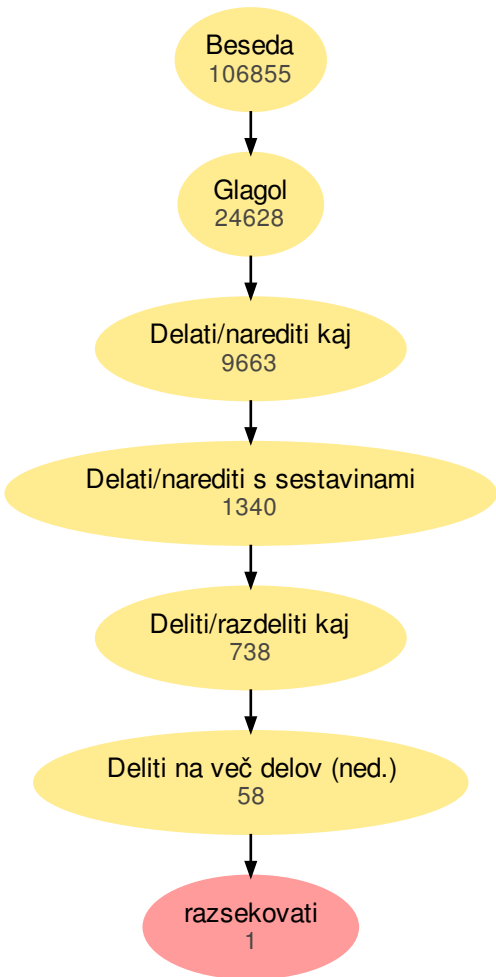 Beseda
106855
Glagol
24628
Delati/narediti kaj
9663
Delati/narediti s sestavinami
1340
Deliti/razdeliti kaj
738
Deliti na več delov (ned.)
58
razsekovati
1